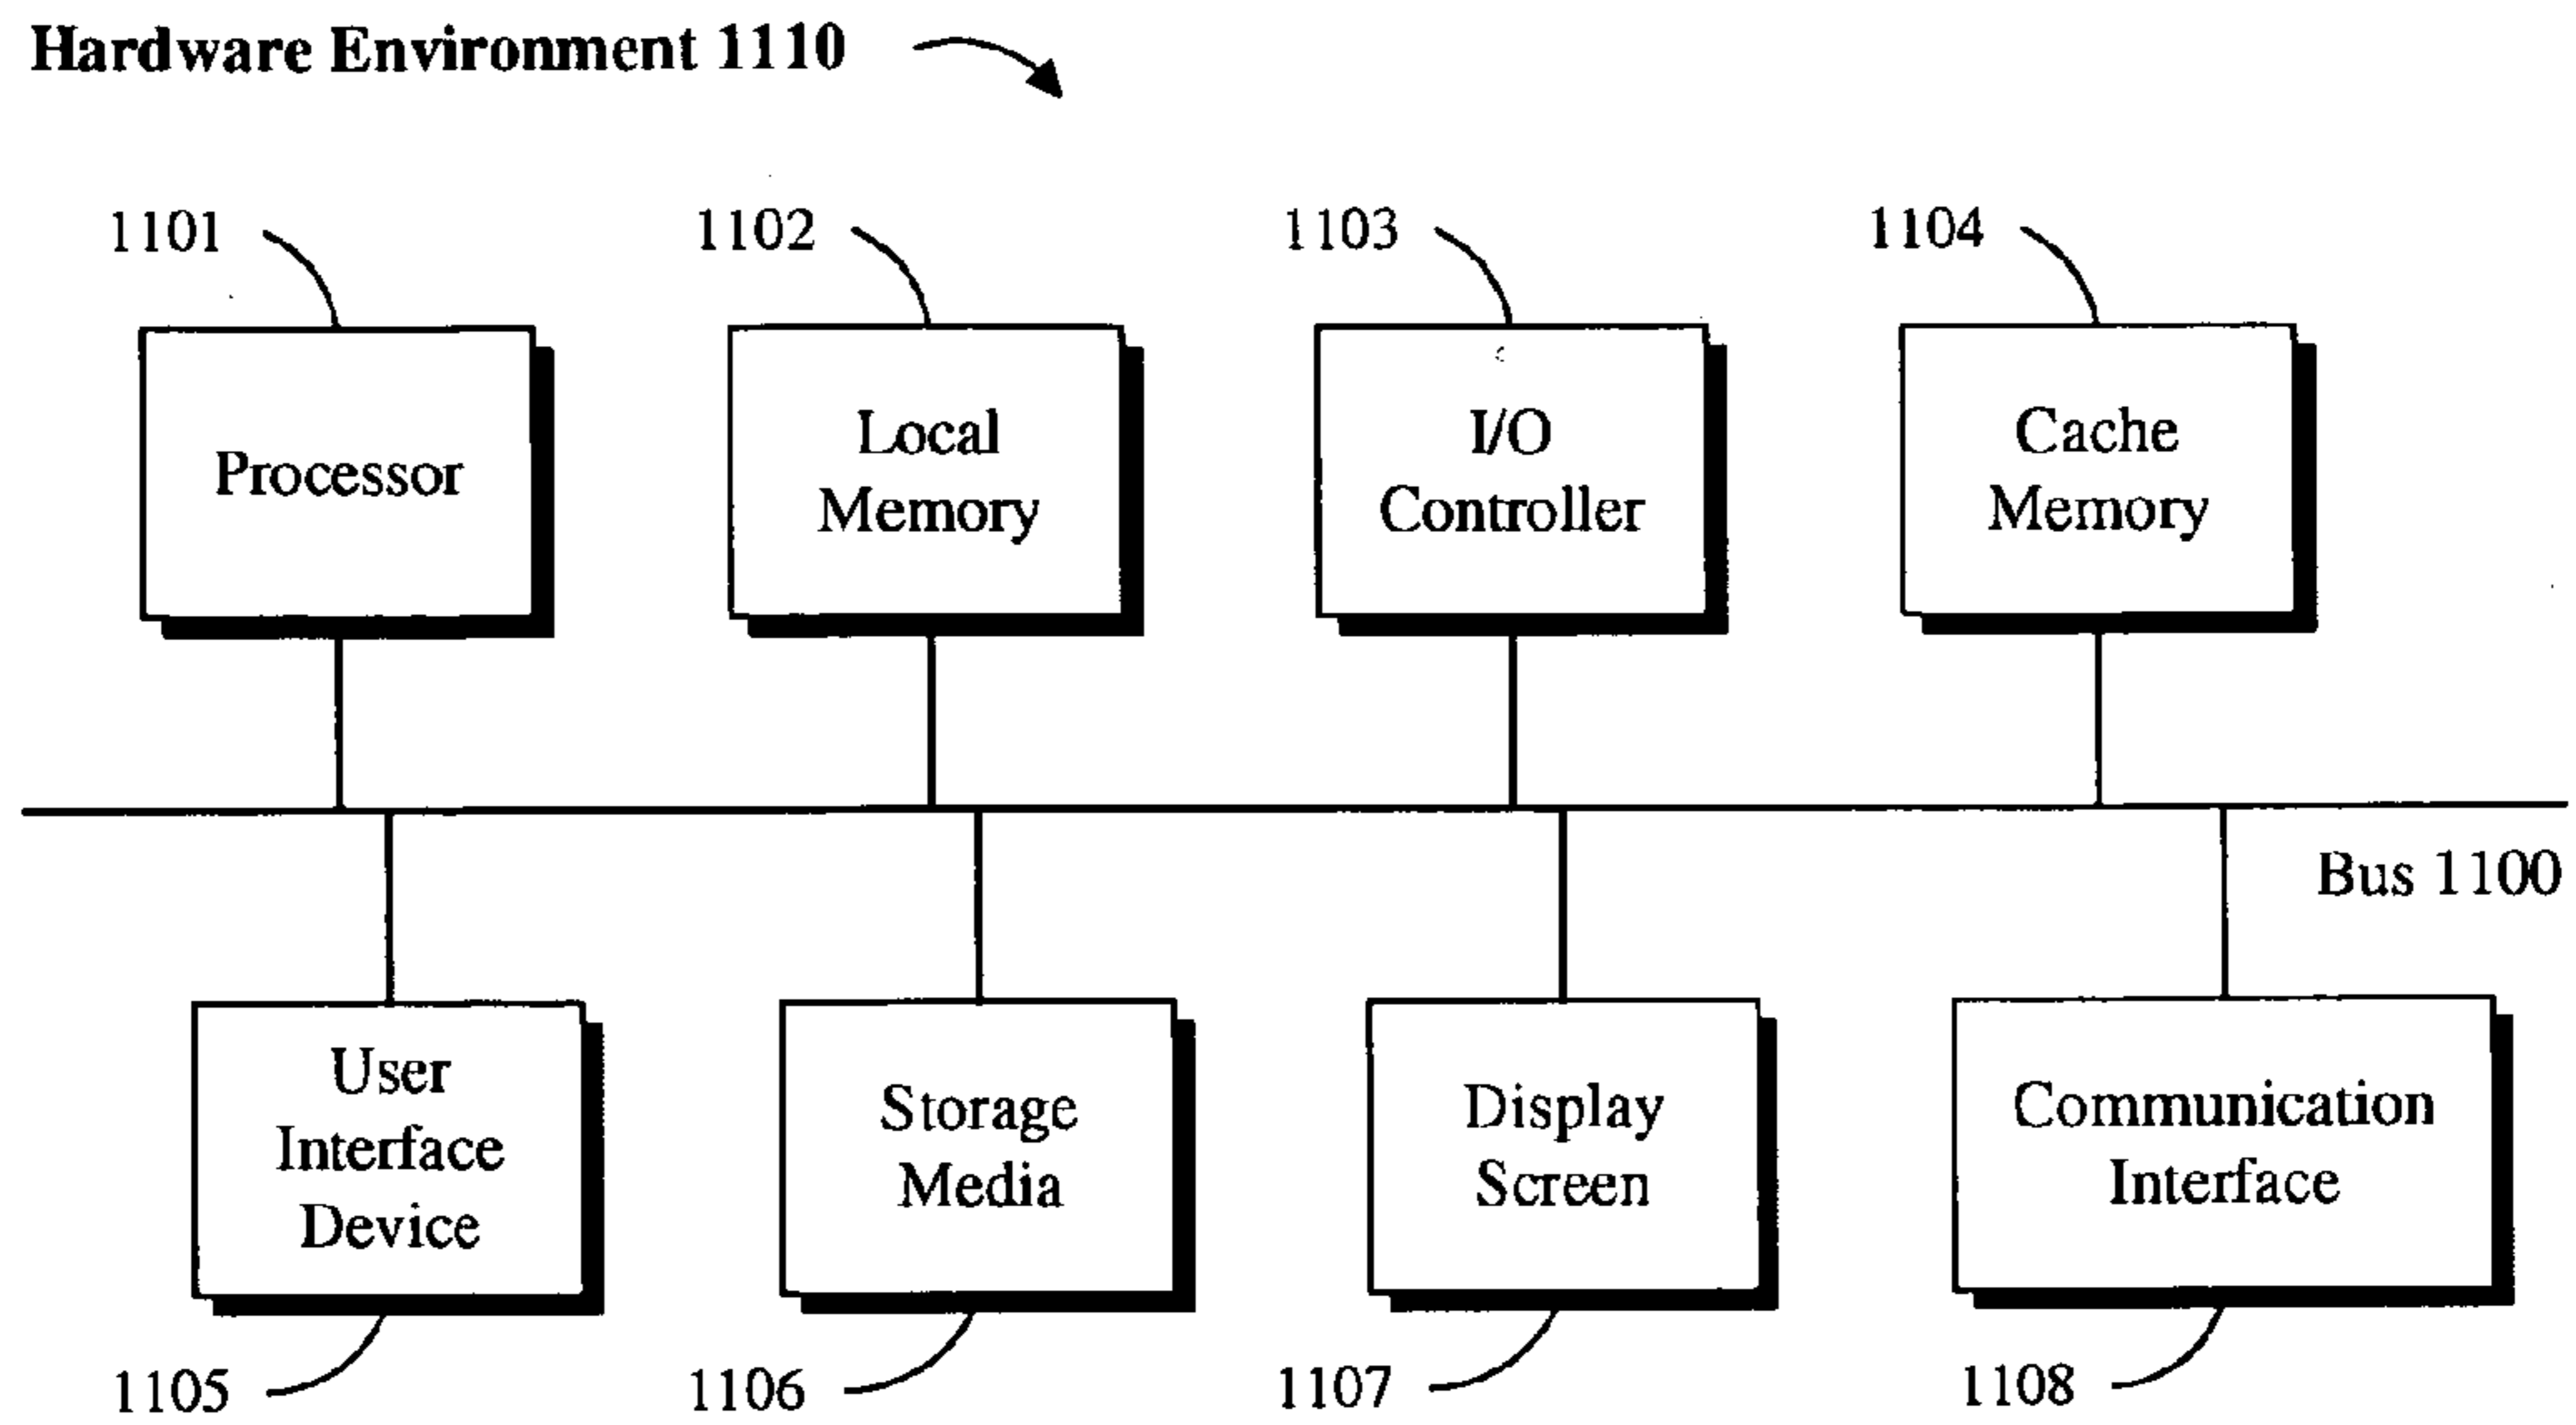 Hardware Environment 1110
1101
1102
1103
1104
Processor
Local
Memory
I/O
Controller
Cache
Memory
Bus 1100
User
Interface
Device
Storage
Media
Display
Screen
Communication
Interface
1105
1106
1107
1108